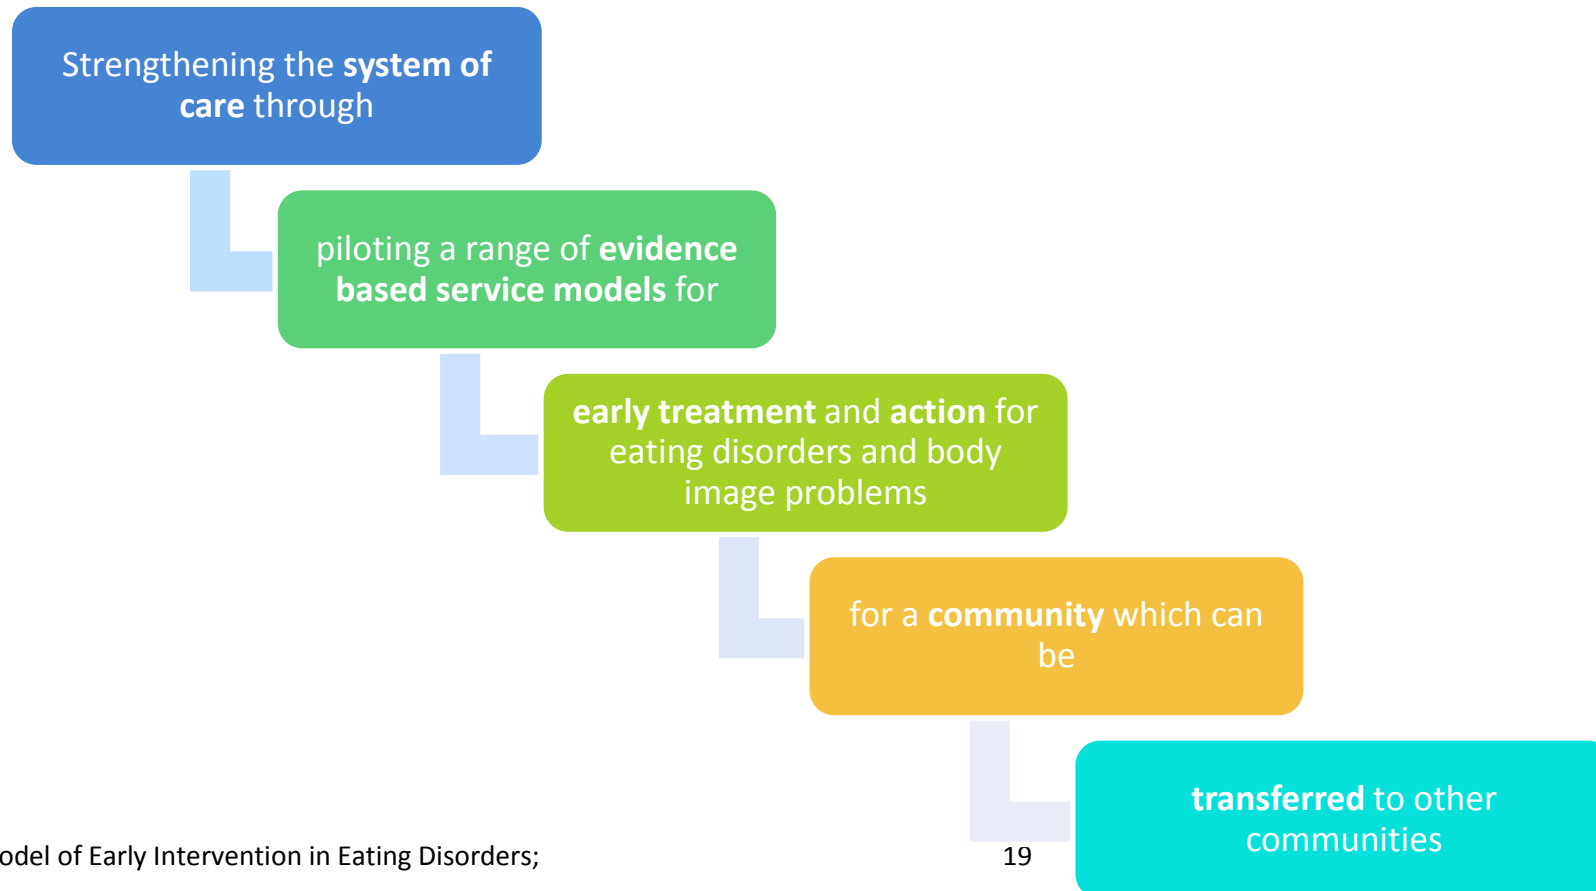 Strengthening the system of
care through
piloting a range of evidence
based service models for
early treatment and action for
eating disorders and body
image problems
for a community which can
be
transferred to other
communities
of Early Intervention in Eating Disorders;
19